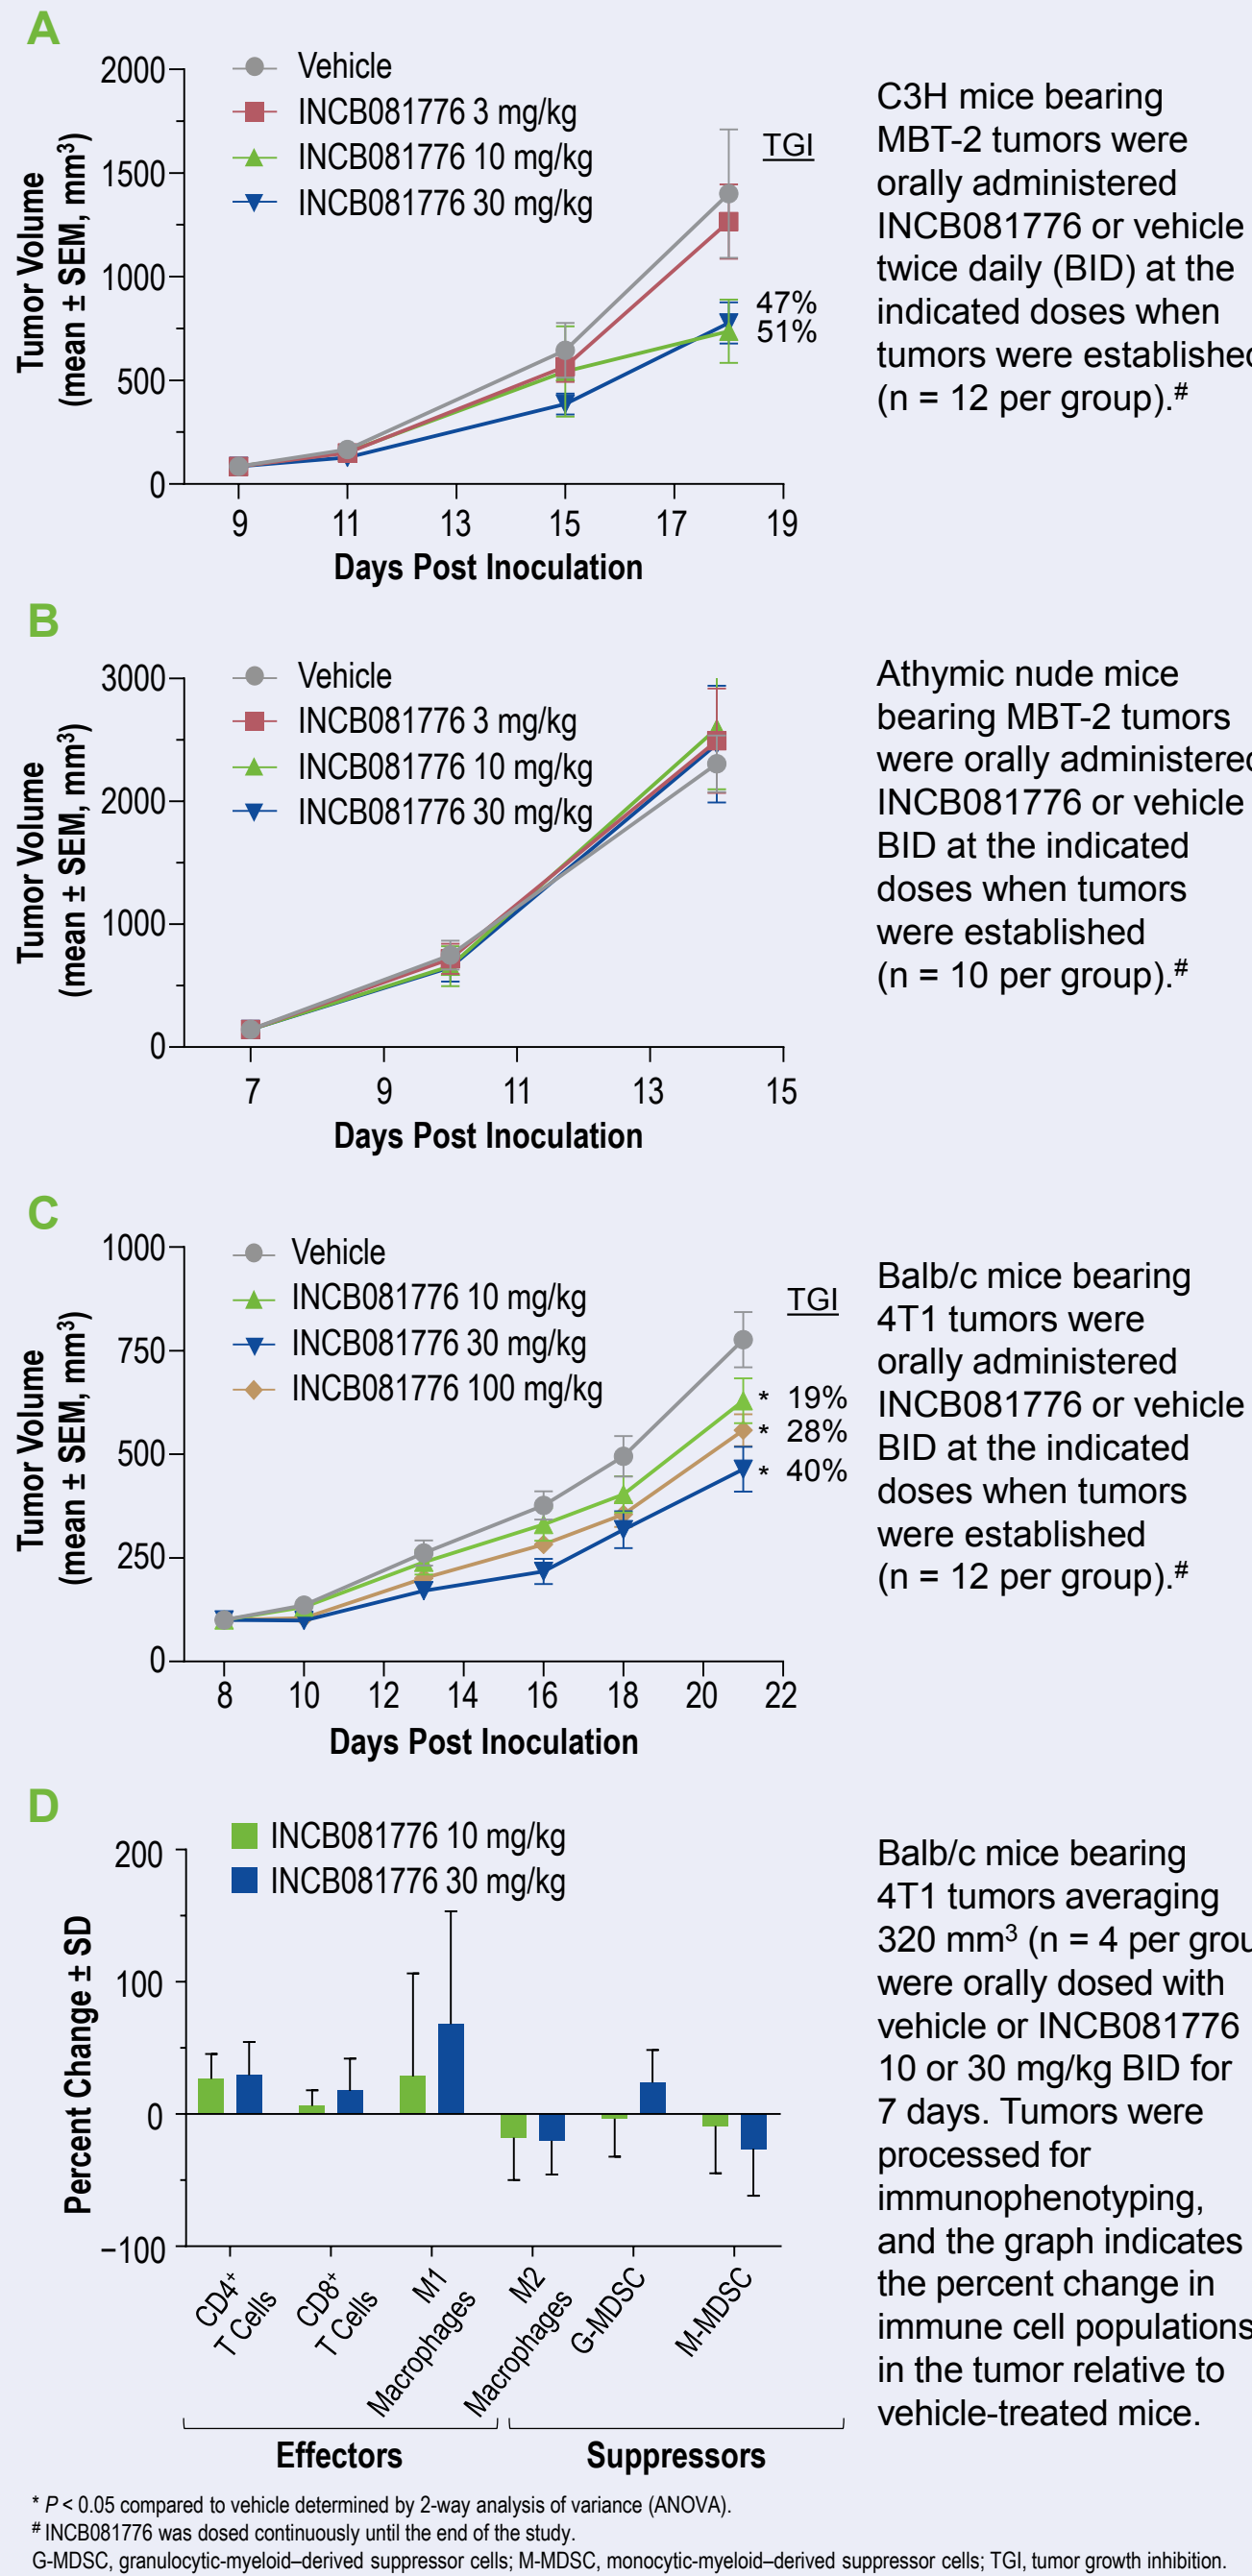 A
2000
1500
1000
500
0
Tumor Volume
(mean ± SEM, mm³)
Vehicle
INCB081776 3 mg/kg
INCB081776 10 mg/kg
INCB081776 30 mg/kg
TGI
47%
51%
9 11 13 15 17 19
Days Post Inoculation
C3H mice bearing
MBT-2 tumors were
orally administered
INCB081776 or vehicle
twice daily (BID) at the
indicated doses when
tumors were established
(n = 12 per group).#
B
3000
2000
1000
0
Tumor Volume
(mean ± SEM, mm³)
Vehicle
INCB081776 3 mg/kg
INCB081776 10 mg/kg
INCB081776 30 mg/kg
7 9 11 13 15
Days Post Inoculation
Athymic nude mice
bearing MBT-2 tumors
were orally administered
INCB081776 or vehicle
BID at the indicated
doses when tumors
were established
(n = 10 per group).#
C
1000
750
500
250
0
Tumor Volume
(mean ± SEM, mm³)
Vehicle
INCB081776 10 mg/kg
INCB081776 30 mg/kg
INCB081776 100 mg/kg
TGI
* 19%
* 28%
* 40%
8 10 12 14 16 18 20 22
Days Post Inoculation
Balb/c mice bearing
4T1 tumors were
orally administered
INCB081776 or vehicle
BID at the indicated
doses when tumors
were established
(n = 12 per group).#
D
200
100
0
−100
Percent Change ± SD
INCB081776 10 mg/kg
INCB081776 30 mg/kg
CD4⁺
T Cells
CD8⁺
T Cells
M1
Macrophages
M2
Macrophages
G-MDSC
M-MDSC
Effectors
Suppressors
Balb/c mice bearing
4T1 tumors averaging
320 mm³ (n = 4 per grou
were orally dosed with
vehicle or INCB081776
10 or 30 mg/kg BID for
7 days. Tumors were
processed for
immunophenotyping,
and the graph indicates
the percent change in
immune cell populations
in the tumor relative to
vehicle-treated mice.
* P < 0.05 compared to vehicle determined by 2-way analysis of variance (ANOVA).
# INCB081776 was dosed continuously until the end of the study.
G-MDSC, granulocytic-myeloid–derived suppressor cells; M-MDSC, monocytic-myeloid–derived suppressor cells; TGI, tumor growth inhibition.